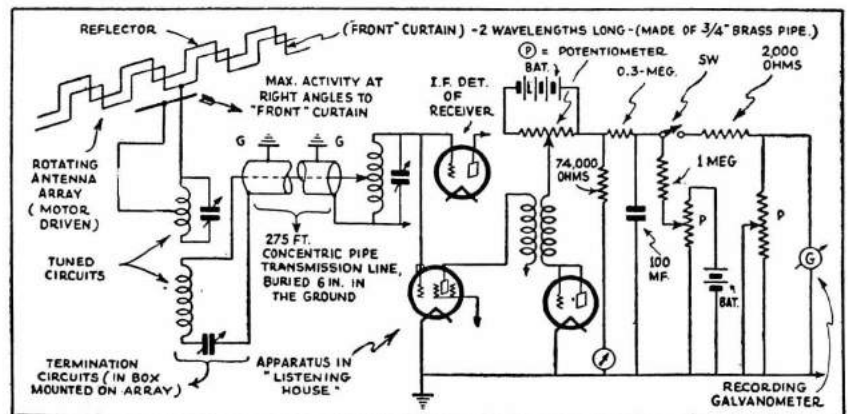 REFLECTOR
("FRONT" CURTAIN) -2 WAVELENGTHS LONG-(MADE OF 3/4" BRASS PIPE.)
P = POTENTIOMETER
BAT.
0.3-MEG.
SW
2,000
OHMS
MAX. ACTIVITY AT
RIGHT ANGLES TO
"FRONT" CURTAIN
I.F. DET.
OF
RECEIVER
G
G
ROTATING
ANTENNA
ARRAY
(MOTOR
DRIVEN)
74,000
OHMS
1 MEG
P
P
275 FT.
CONCENTRIC PIPE
TRANSMISSION LINE,
BURIED 6 IN. IN
THE GROUND
TUNED
CIRCUITS
100
MF.
BAT.
G
TERMINATION
CIRCUITS (IN BOX
MOUNTED ON ARRAY)
APPARATUS IN
"LISTENING
HOUSE"
RECORDING
GALVANOMETER